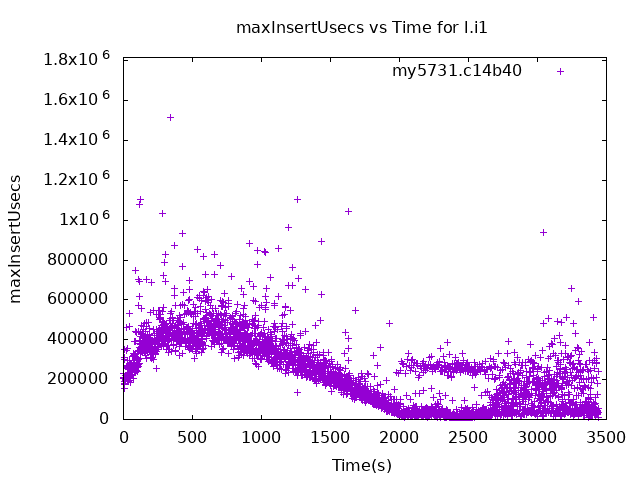 maxInsertUsecs vs Time for l.i1
1.8x10^6
1.6x10^6
1.4x10^6
1.2x10^6
1x10^6
800000
600000
400000
200000
0
maxInsertUsecs
my5731.c14b40
0 500 1000 1500 2000 2500 3000 3500
Time(s)